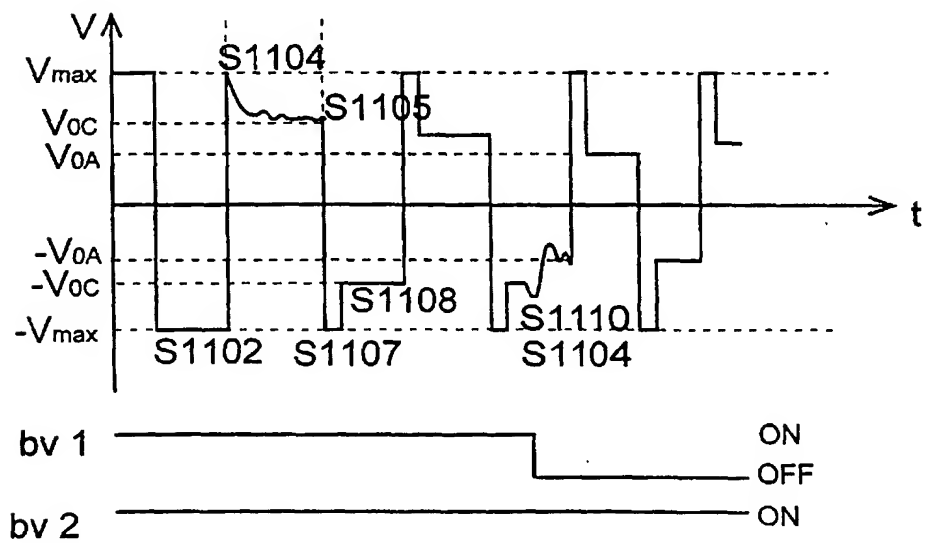 V
Vmax
S1104
S1105
V0C
V0A
t
-V0A
-V0C
S1108
S1110
-Vmax
S1102
S1107
S1104
bv 1
ON
OFF
bv 2
ON